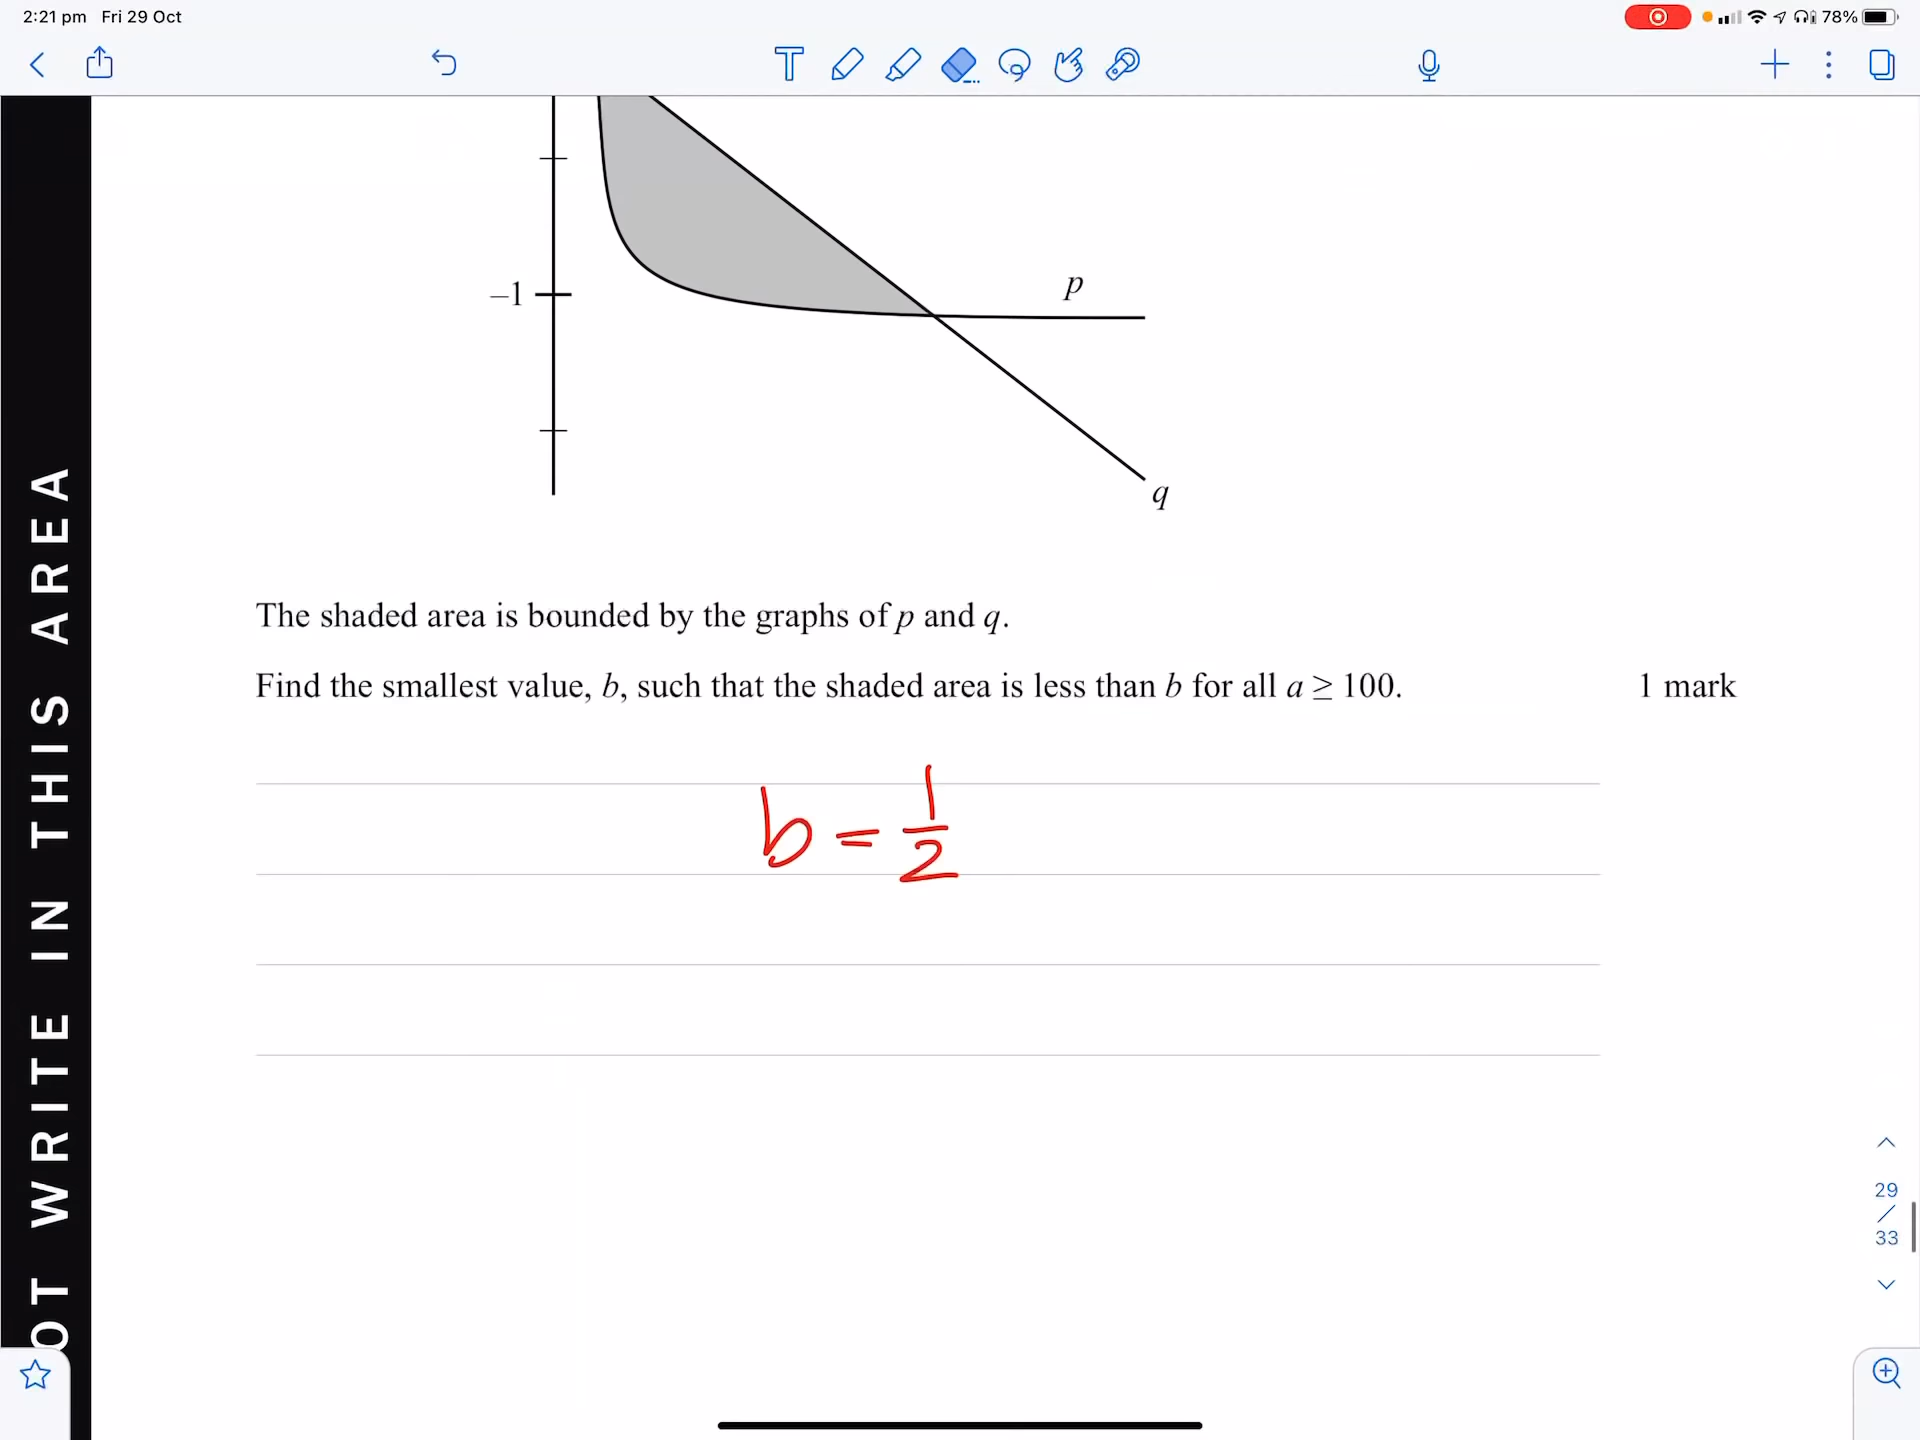 2:21 pm Fri 29 Oct
78%
–1
p
q
The shaded area is bounded by the graphs of p and q.
Find the smallest value, b, such that the shaded area is less than b for all a ≥ 100. 1 mark
b = 1/2
OT WRITE IN THIS AREA
29
/
33